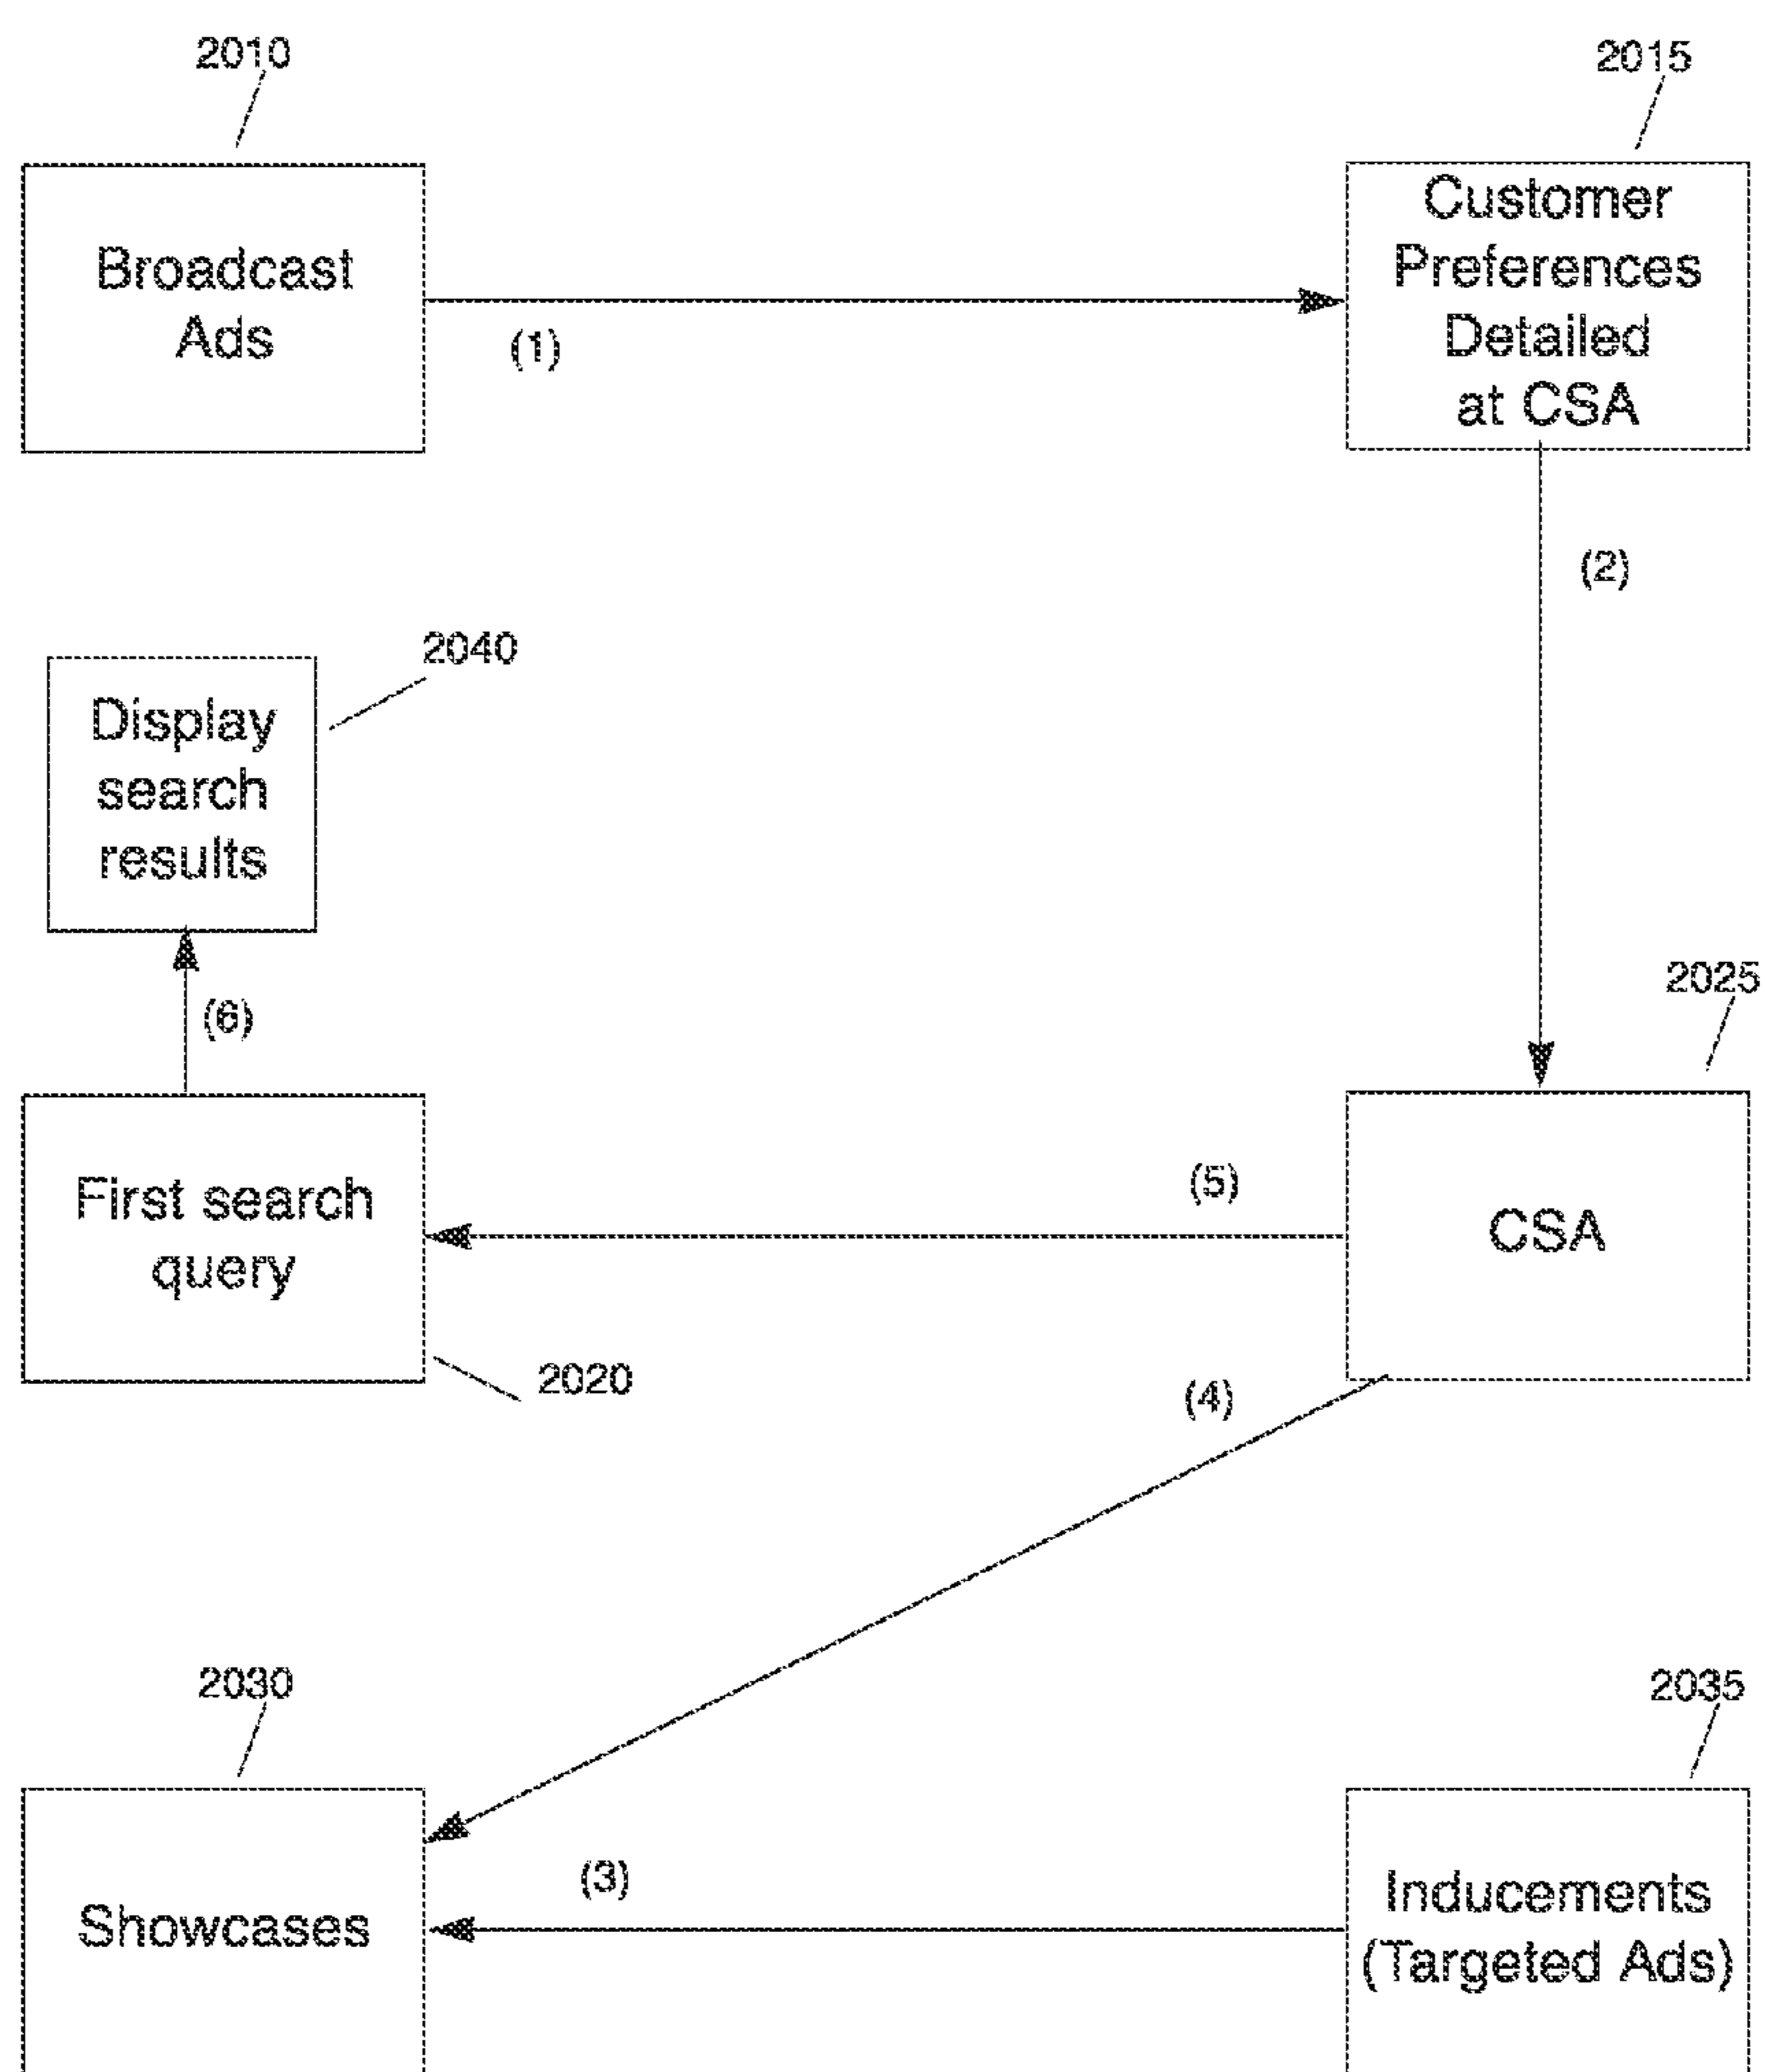 2010
2015
Broadcast
Ads
Customer
Preferences
Detailed
at CSA
(1)
(2)
2040
Display
search
results
2025
(6)
First search
query
(5)
CSA
2020
(4)
2030
2035
(3)
Showcases
Inducements
(Targeted Ads)